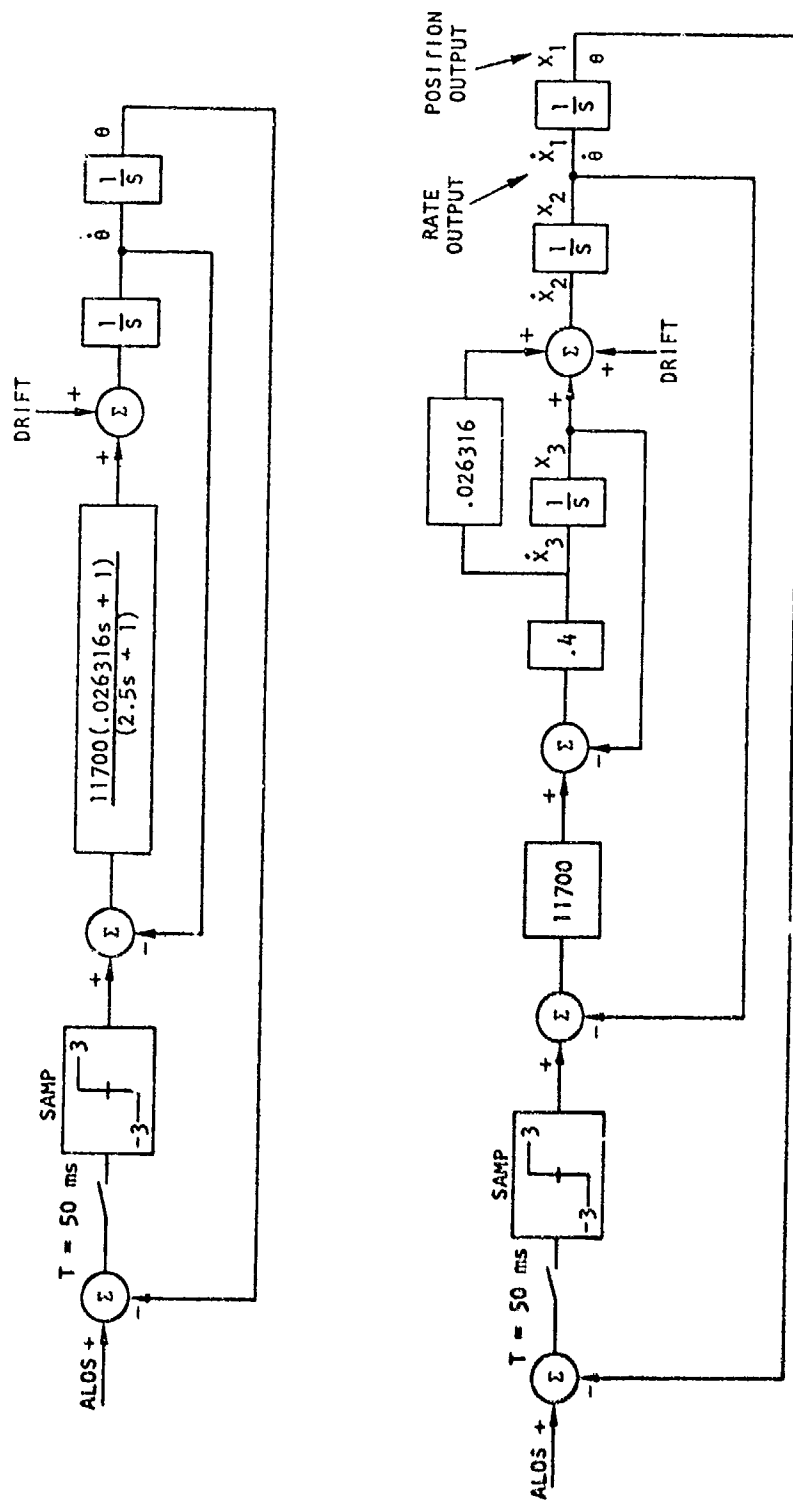 ALOS +
Σ
-
T = 50 ms
SAMP
3
-3
+
Σ
-
11700(.026316s + 1)
(2.5s + 1)
DRIFT
+
+
Σ
1
S
θ̇
1
S
θ
ALOS +
Σ
-
T = 50 ms
SAMP
3
-3
+
Σ
-
11700
+
Σ
-
.4
Ẋ3
1
S
X3
.026316
+
+
Σ
+
DRIFT
Ẋ2
1
S
X2
RATE
OUTPUT
Ẋ1
θ̇
1
S
POSITION
OUTPUT
X1
θ